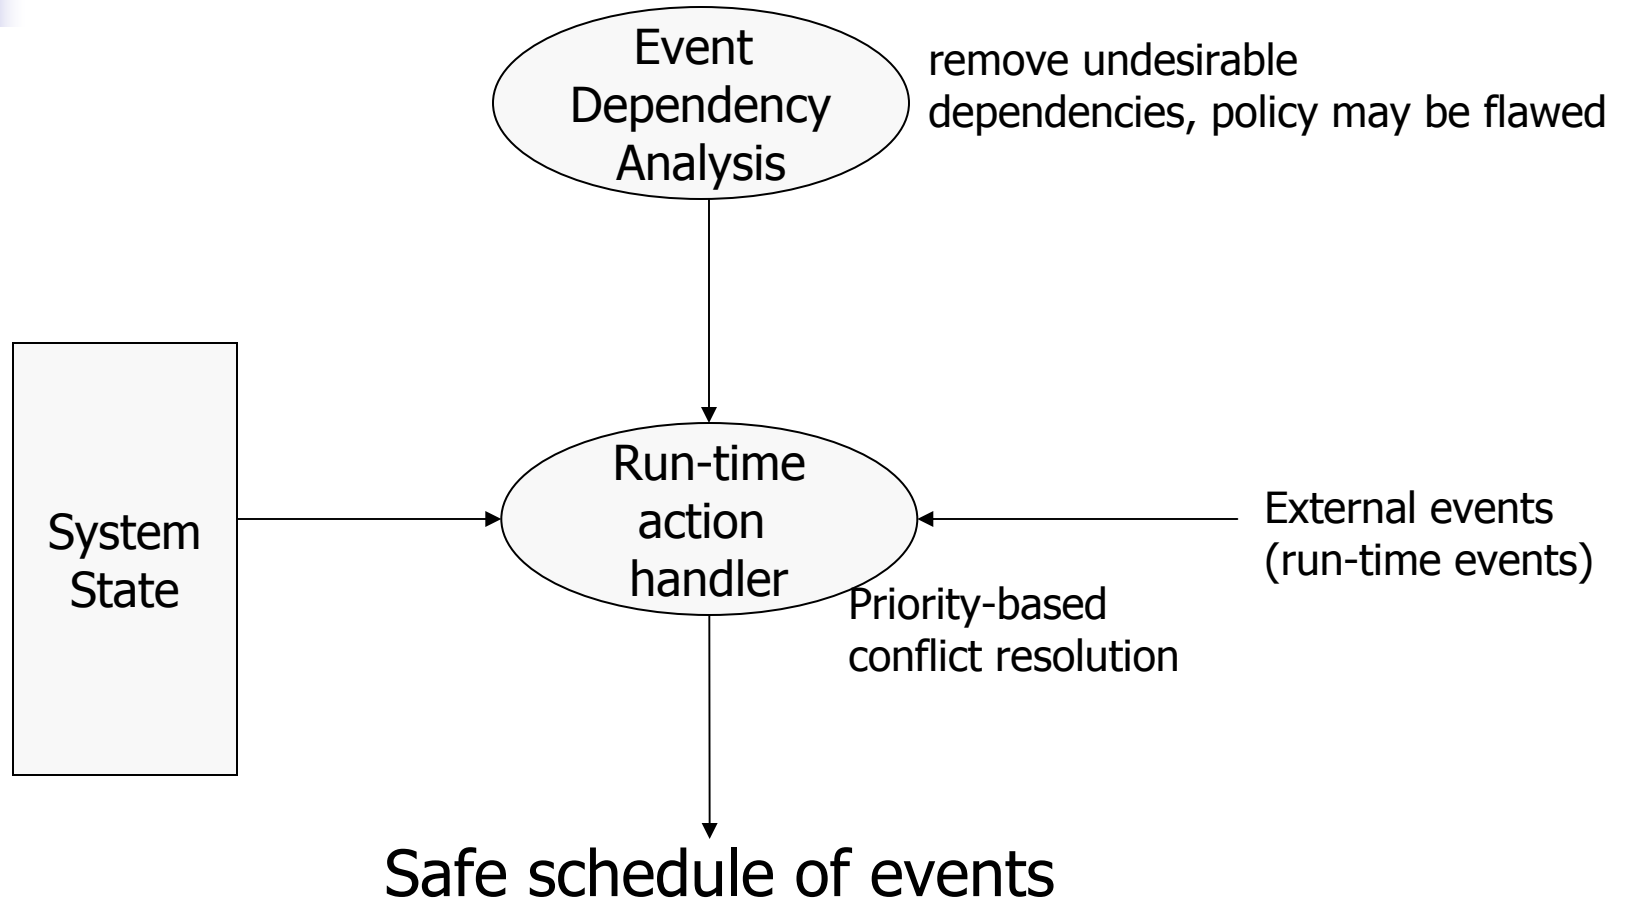 Event
Dependency
Analysis
remove undesirable
dependencies, policy may be flawed
System
State
Run-time
action
handler
External events
(run-time events)
Priority-based
conflict resolution
Safe schedule of events